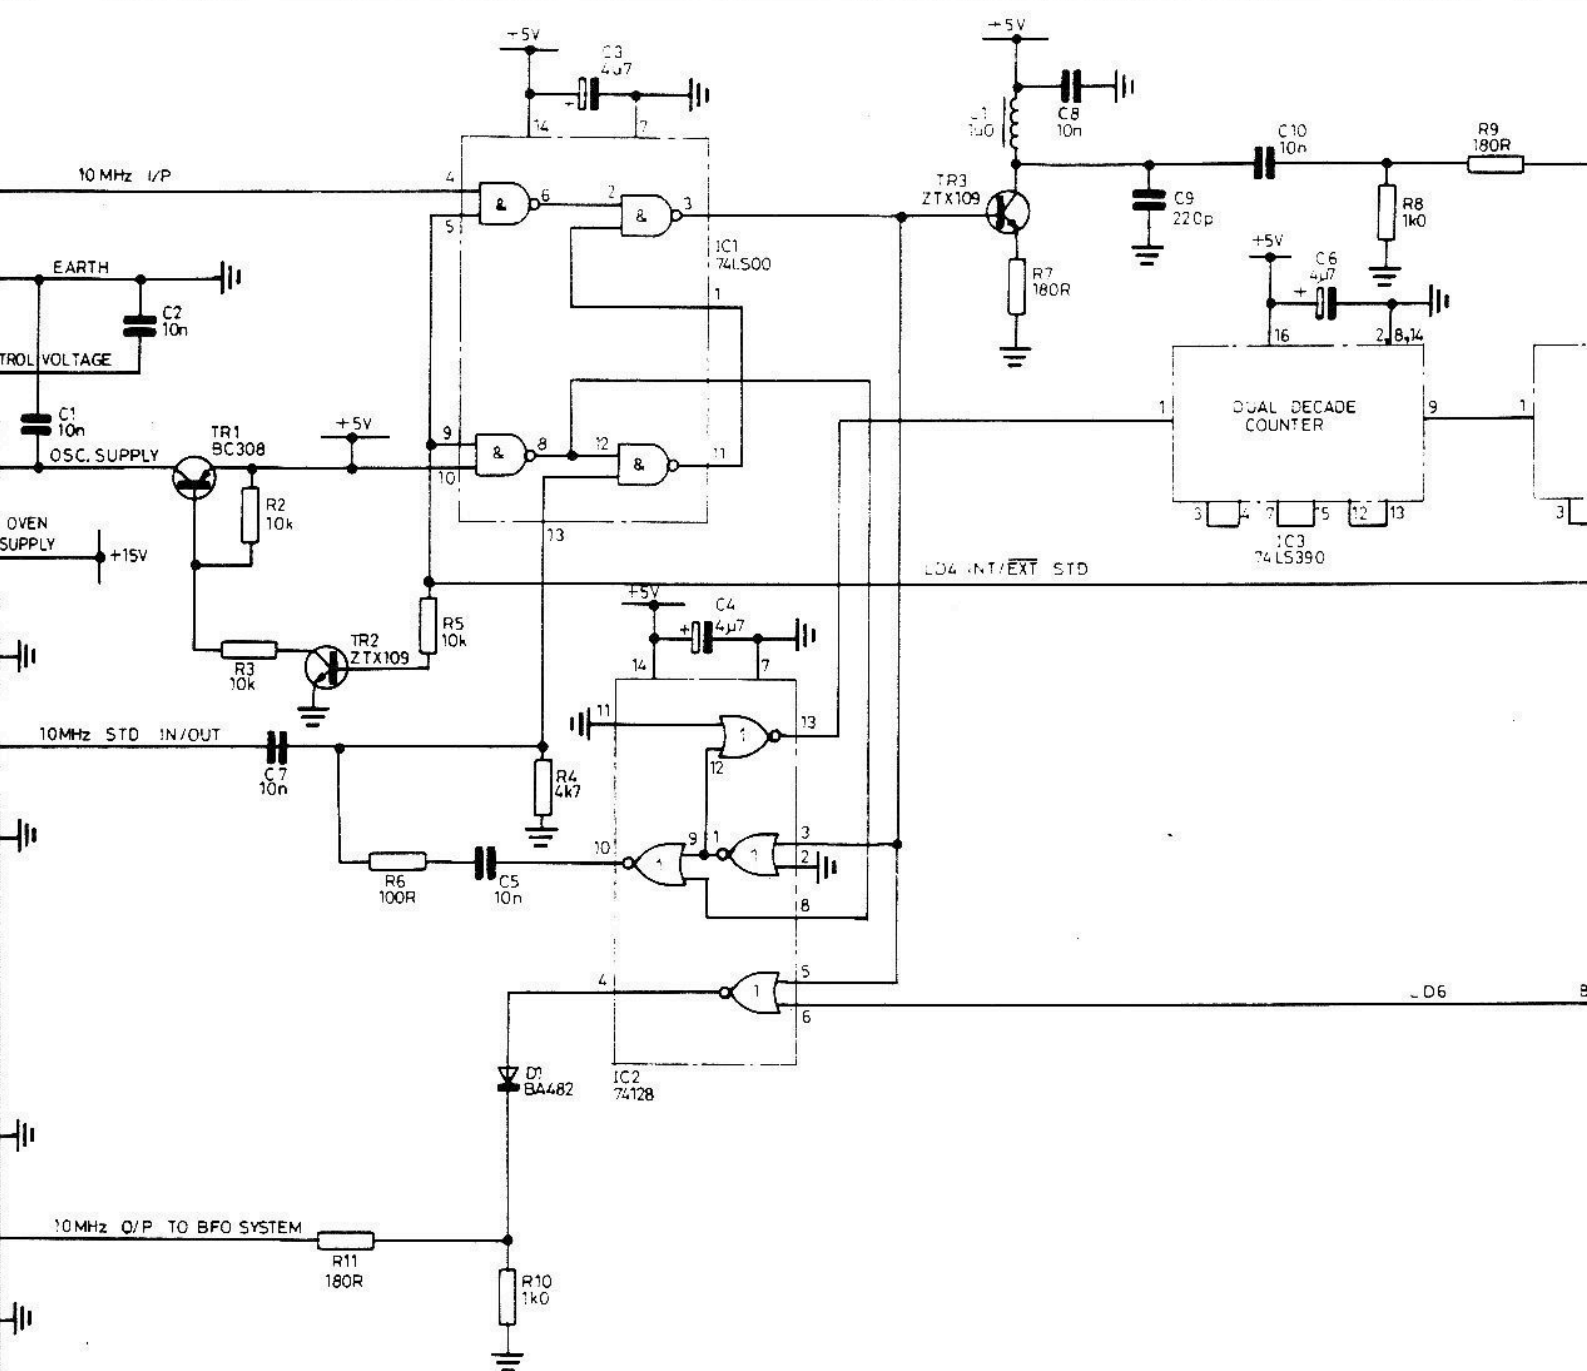 +5V
C3
4µ7
14
7
+5V
C8
10n
10 MHz I/P
4
5
&
6
2
&
3
IC1
74LS00
1
TR3
ZTX109
R7
180R
C9
220p
C10
10n
R9
180R
R8
1k0
+5V
C6
4µ7
+
16
2,8,14
EARTH
C2
10n
TROL VOLTAGE
C1
10n
OSC. SUPPLY
TR1
BC308
+5V
R2
10k
9
10
&
8
12
&
11
13
1
DUAL DECADE
COUNTER
9
1
3
4
7
15
12
13
3
IC3
74LS390
OVEN
SUPPLY
+15V
LD4 INT/EXT STD
R5
10k
R3
10k
TR2
ZTX109
+5V
C4
+
4µ7
14
7
11
1
13
12
10MHz STD IN/OUT
C7
10n
R4
4k7
R6
100R
C5
10n
10
1
9
1
1
3
2
8
4
1
5
6
IC2
74128
D1
BA482
10MHz O/P TO BFO SYSTEM
R11
180R
R10
1k0